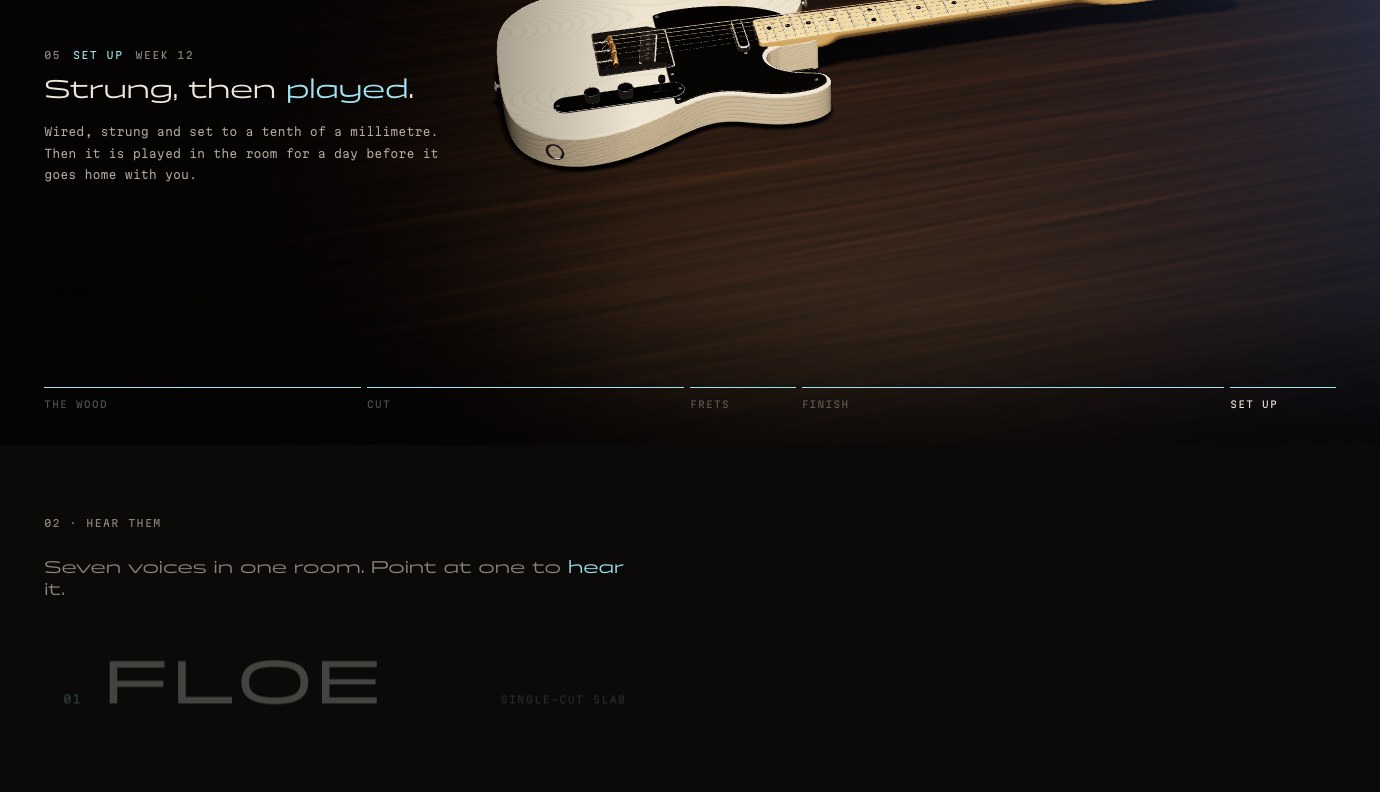 05 SET UP WEEK 12
Strung, then played.
Wired, strung and set to a tenth of a millimetre.
Then it is played in the room for a day before it
goes home with you.
THE WOOD
CUT
FRETS
FINISH
SET UP
02 · HEAR THEM
Seven voices in one room. Point at one to hear
it.
01 FLOE SINGLE-CUT SLAB